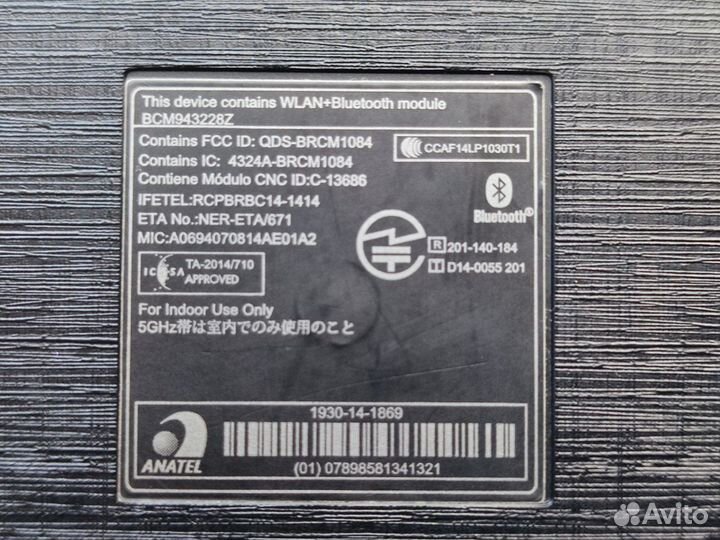 This device contains WLAN+Bluetooth module
BCM943228Z
Contains FCC ID: QDS-BRCM1084
Contains IC: 4324A-BRCM1084
Contiene Módulo CNC ID:C-13686
IFETEL:RCPBRBC14-1414
ETA No.:NER-ETA/671
MIC:A0694070814AE01A2
CCAF14LP1030T1
Bluetooth®
R 201-140-184
D14-0055 201
ICASA TA-2014/710
APPROVED
For Indoor Use Only
5GHz帯は室内でのみ使用のこと
1930-14-1869
ANATEL
(01) 07898581341321
Avito